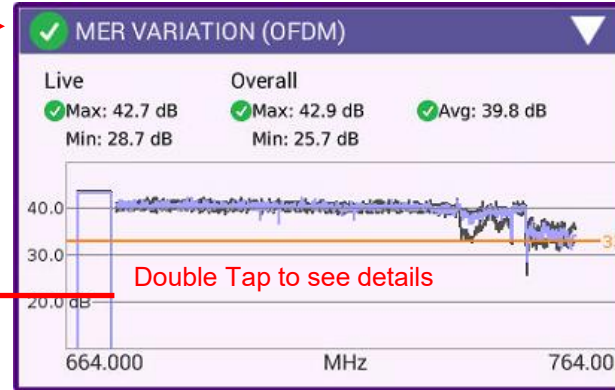 MER VARIATION (OFDM)
Live Overall
Max: 42.7 dB Max: 42.9 dB Avg: 39.8 dB
Min: 28.7 dB Min: 25.7 dB
40.0
30.0
Double Tap to see details
20.0 dB
664.000 MHz 764.00